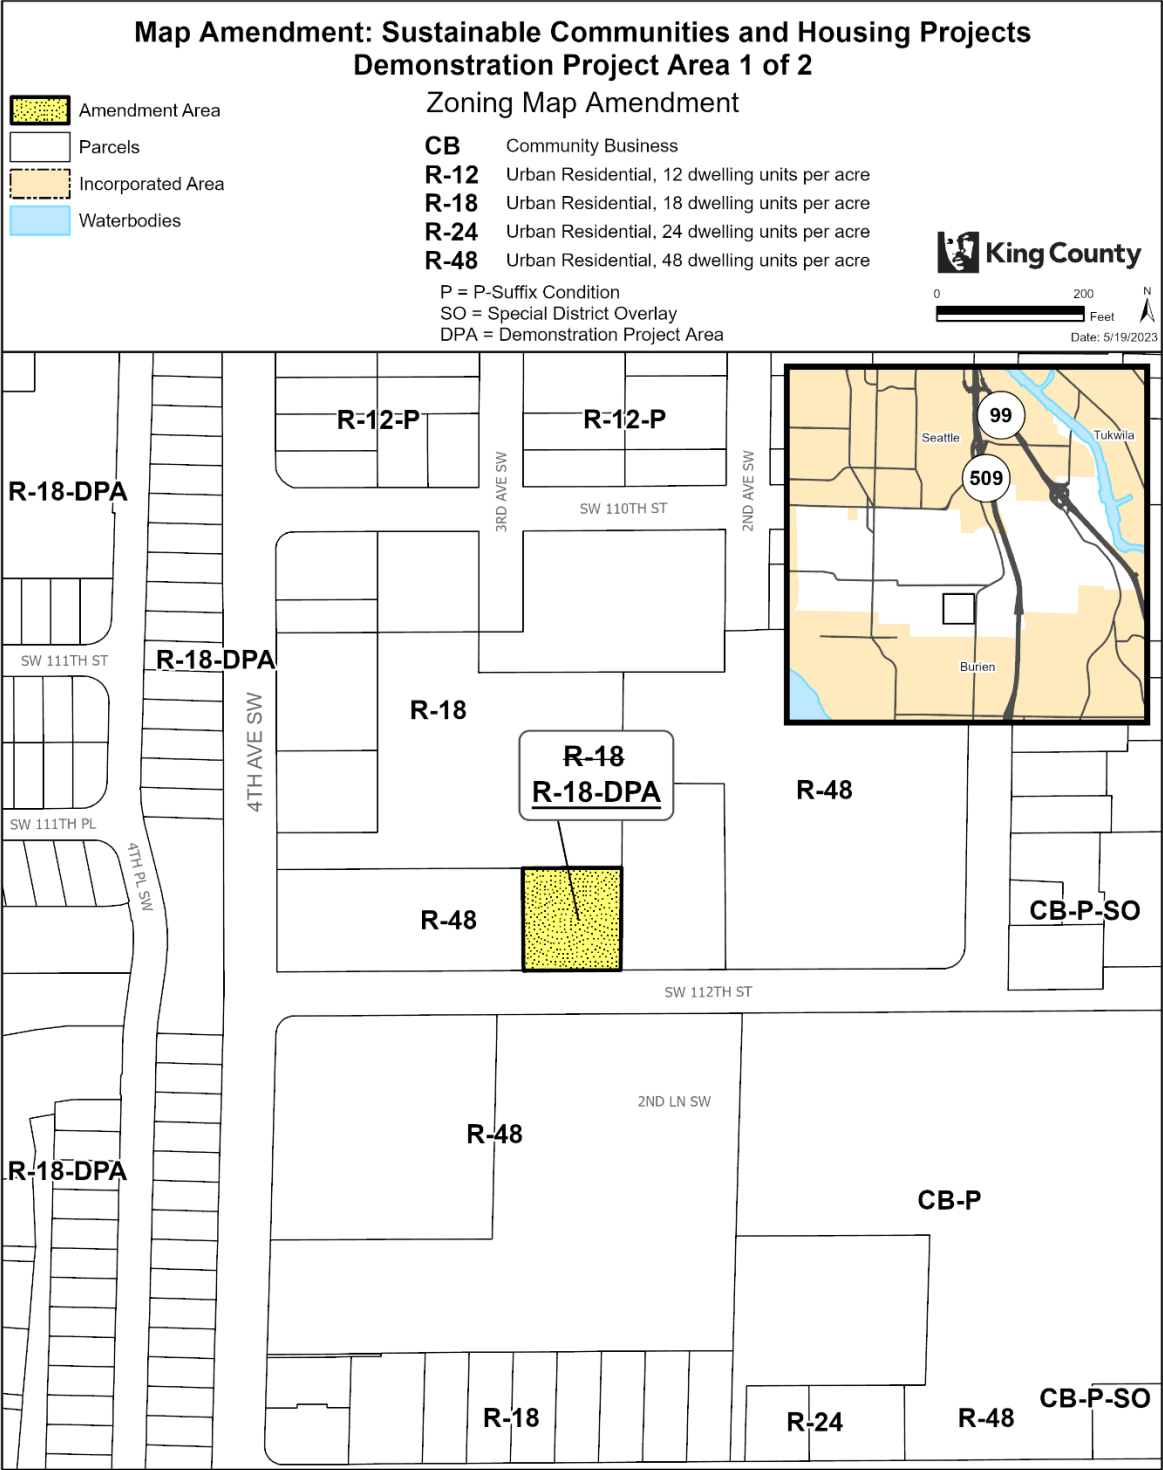 Map Amendment: Sustainable Communities and Housing Projects
Demonstration Project Area 1 of 2
Zoning Map Amendment
Amendment Area
Parcels
Incorporated Area
Waterbodies
CB Community Business
R-12 Urban Residential, 12 dwelling units per acre
R-18 Urban Residential, 18 dwelling units per acre
R-24 Urban Residential, 24 dwelling units per acre
R-48 Urban Residential, 48 dwelling units per acre
P = P-Suffix Condition
SO = Special District Overlay
DPA = Demonstration Project Area
King County
0 200
Feet
N
Date: 5/19/2023
R-12-P
R-12-P
99
Seattle
Tukwila
509
Burien
R-18-DPA
3RD AVE SW
2ND AVE SW
SW 110TH ST
SW 111TH ST
R-18-DPA
R-18
4TH AVE SW
R-18
R-18-DPA
R-48
SW 111TH PL
4TH PL SW
R-48
CB-P-SO
SW 112TH ST
2ND LN SW
R-48
R-18-DPA
CB-P
CB-P-SO
R-18
R-24
R-48